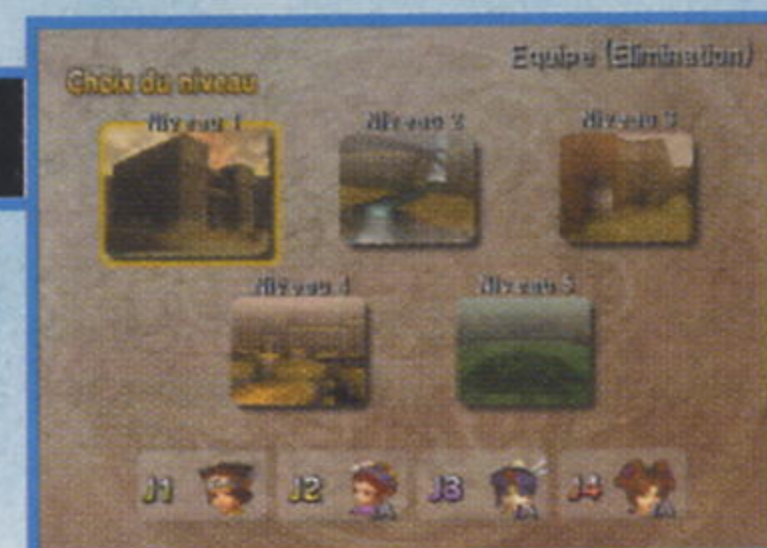 Equipe (Elimination)
Choix du niveau
Niveau 1
Niveau 2
Niveau 3
Niveau 4
Niveau 5
J1
J2
J3
J4